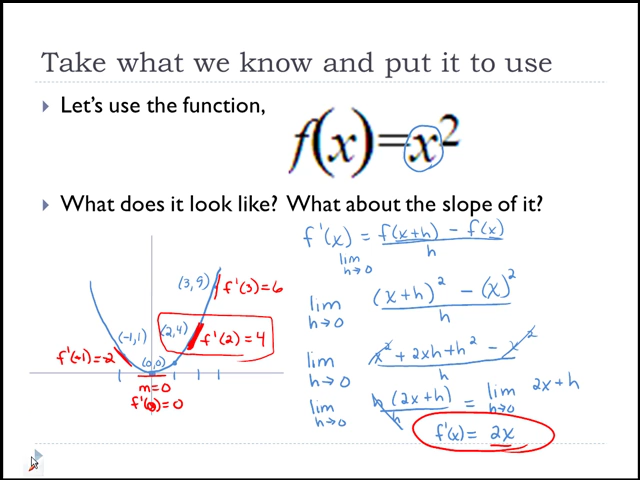 Take what we know and put it to use
Let's use the function,
f(x)=x²
What does it look like? What about the slope of it?
f'(x) = f(x+h) - f(x)
h
lim
h→0
(3,9) f'(3)=6
lim (x+h)² - (x)²
h→0 h
(-1,1) (2,4) f'(2)=4
f'(-1)=-2 (0,0)
lim x² + 2xh + h² - x²
h→0 h
m=0
f'(0)=0
lim h(2x+h) = lim 2x+h
h→0 h h→0
f'(x) = 2x